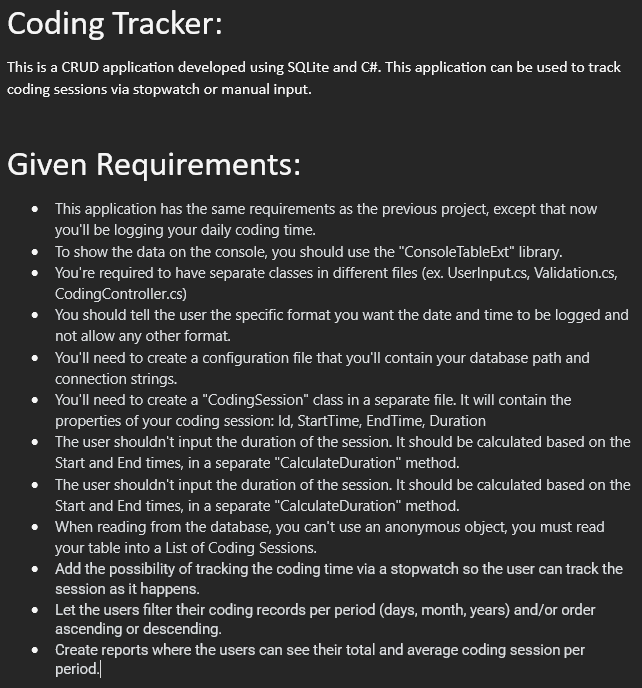 Coding Tracker:
This is a CRUD application developed using SQLite and C#. This application can be used to track
coding sessions via stopwatch or manual input.
Given Requirements:
• This application has the same requirements as the previous project, except that now
you'll be logging your daily coding time.
• To show the data on the console, you should use the "ConsoleTableExt" library.
• You're required to have separate classes in different files (ex. UserInput.cs, Validation.cs,
CodingController.cs)
• You should tell the user the specific format you want the date and time to be logged and
not allow any other format.
• You'll need to create a configuration file that you'll contain your database path and
connection strings.
• You'll need to create a "CodingSession" class in a separate file. It will contain the
properties of your coding session: Id, StartTime, EndTime, Duration
• The user shouldn't input the duration of the session. It should be calculated based on the
Start and End times, in a separate "CalculateDuration" method.
• The user shouldn't input the duration of the session. It should be calculated based on the
Start and End times, in a separate "CalculateDuration" method.
• When reading from the database, you can't use an anonymous object, you must read
your table into a List of Coding Sessions.
• Add the possibility of tracking the coding time via a stopwatch so the user can track the
session as it happens.
• Let the users filter their coding records per period (days, month, years) and/or order
ascending or descending.
• Create reports where the users can see their total and average coding session per
period.